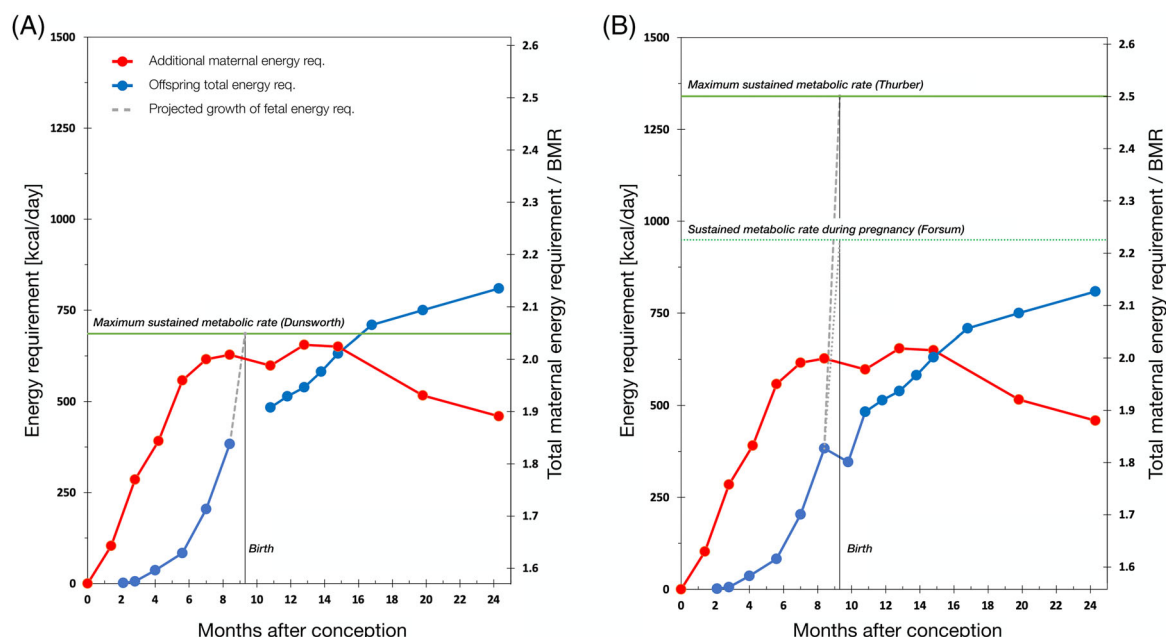 (A)
1500
1250
1000
750
500
250
0
Energy requirement [kcal/day]
Additional maternal energy req.
Offspring total energy req.
Projected growth of fetal energy req.
Maximum sustained metabolic rate (Dunsworth)
Birth
2.6
2.5
2.4
2.3
2.2
2.1
2.0
1.9
1.8
1.7
1.6
Total maternal energy requirement / BMR
0 2 4 6 8 10 12 14 16 18 20 22 24
Months after conception
(B)
1500
1250
1000
750
500
250
0
Energy requirement [kcal/day]
Maximum sustained metabolic rate (Thurber)
Sustained metabolic rate during pregnancy (Forsum)
Birth
2.6
2.5
2.4
2.3
2.2
2.1
2.0
1.9
1.8
1.7
1.6
Total maternal energy requirement / BMR
0 2 4 6 8 10 12 14 16 18 20 22 24
Months after conception